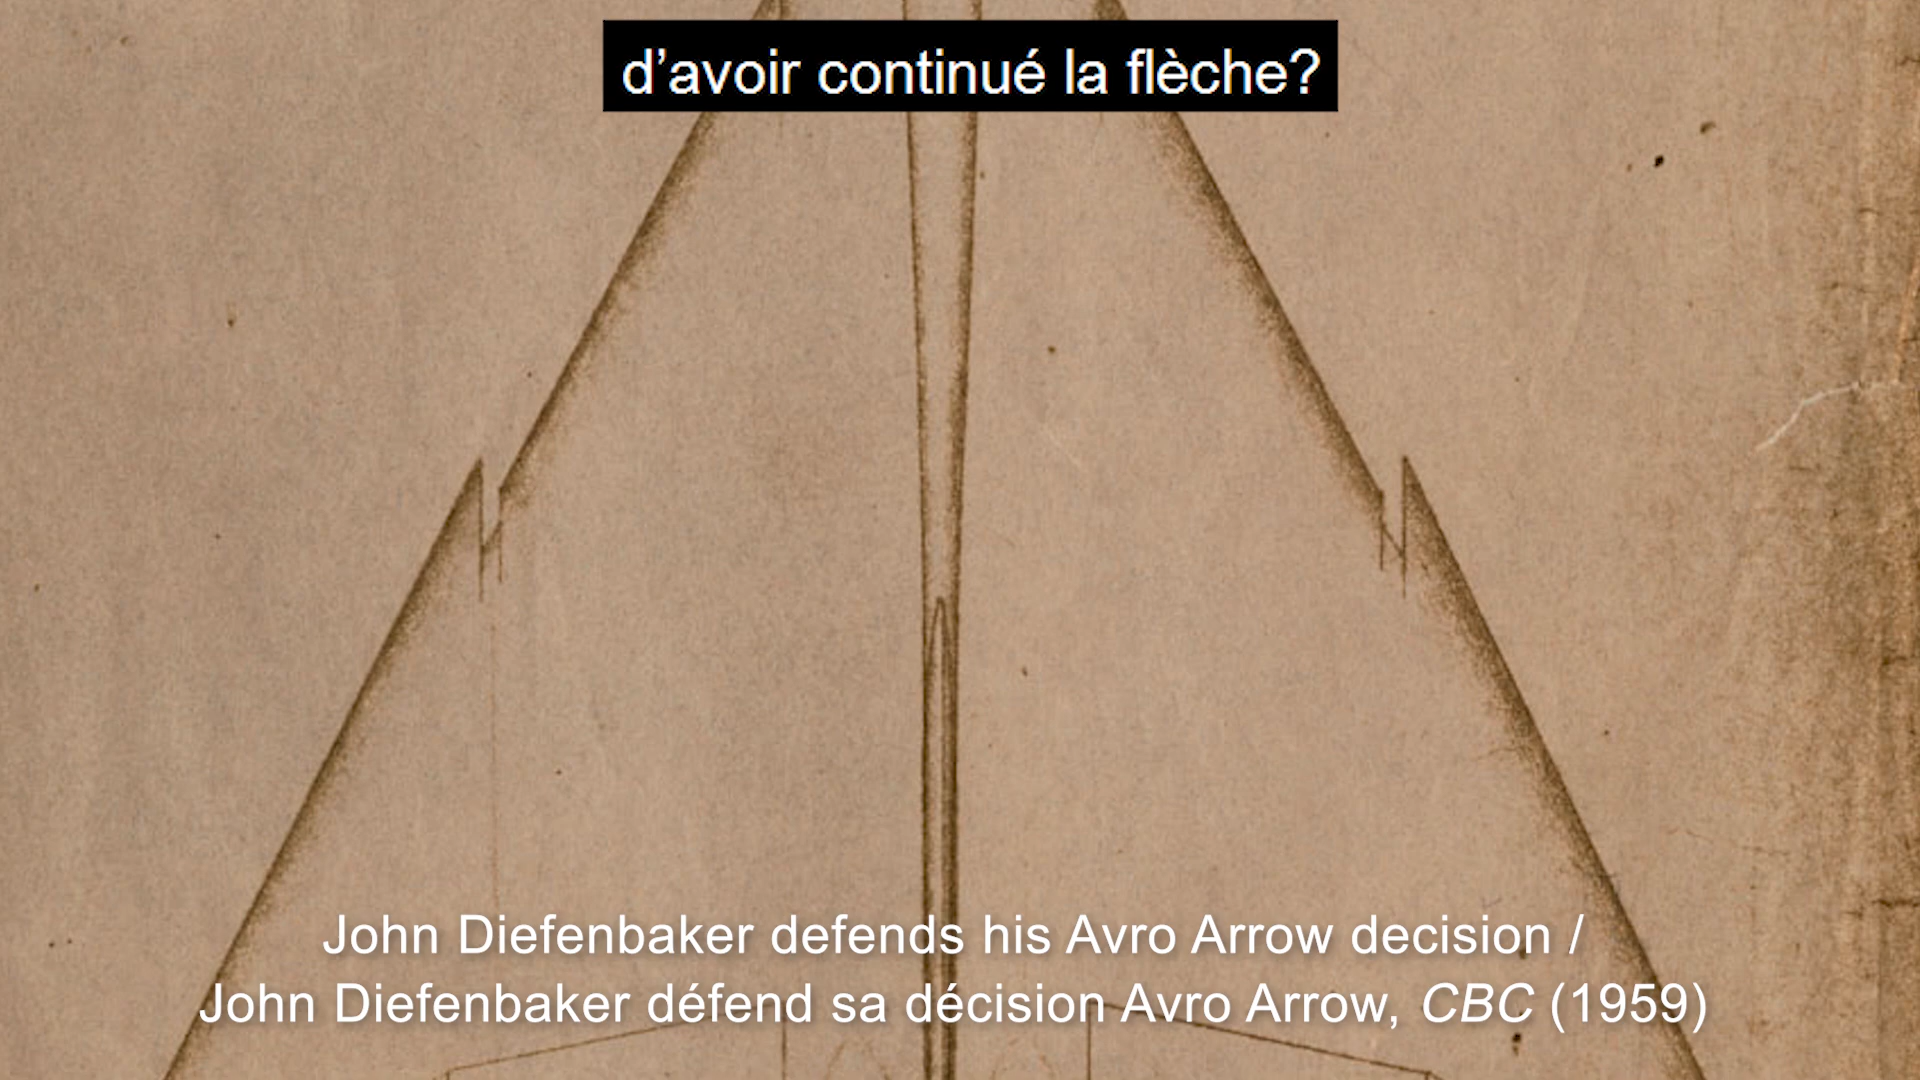 d’avoir continué la flèche?
John Diefenbaker defends his Avro Arrow decision /
John Diefenbaker défend sa décision Avro Arrow, CBC (1959)